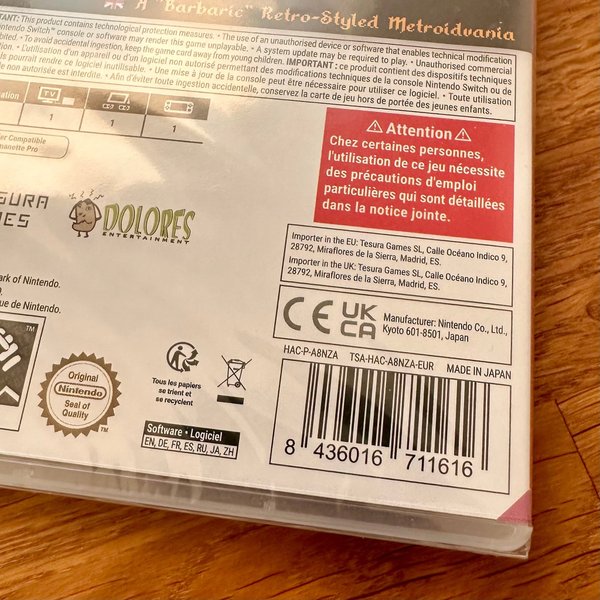 A "Barbaric" Retro-Styled Metroidvania
TANT: This product contains technological protection measures. • The use of an unauthorised device or software that enables technical modification
Nintendo Switch™ console or software may render this game unplayable. • A system update may be required to play. • Unauthorised commercial
ted. • To avoid accidental ingestion, keep the game card away from young children. IMPORTANT : ce produit contient des dispositifs techniques
n. • L'utilisation d'un appareil ou d'un logiciel non autorisé permettant des modifications techniques de la console Nintendo Switch ou de
els pourrait rendre ce logiciel inutilisable. • Une mise à jour de la console peut être nécessaire pour utiliser ce logiciel. • Toute utilisation
e non autorisée est interdite. • Afin d'éviter toute ingestion accidentelle, conservez la carte de jeu hors de portée des jeunes enfants.
TV
1 1 1
Compatible
Pro
Attention
Chez certaines personnes,
l'utilisation de ce jeu nécessite
des précautions d'emploi
particulières qui sont détaillées
dans la notice jointe.
SURA
ES
DOLORES
ENTERTAINMENT
Importer in the EU: Tesura Games SL, Calle Océano Indico 9,
28792, Miraflores de la Sierra, Madrid, ES.
Importer in the UK: Tesura Games SL, Calle Océano Indico 9,
28792, Miraflores de la Sierra, Madrid, ES.
ark of Nintendo.
que de Nintendo.
CE UK CA
Manufacturer: Nintendo Co., Ltd.,
Kyoto 601-8501, Japan
HAC-P-A8NZA TSA-HAC-A8NZA-EUR MADE IN JAPAN
TM
Original
Nintendo
Seal of
Quality
TM
Tous les papiers
se trient et
se recyclent
Software • Logiciel
EN, DE, FR, ES, RU, JA, ZH
8 436016 711616